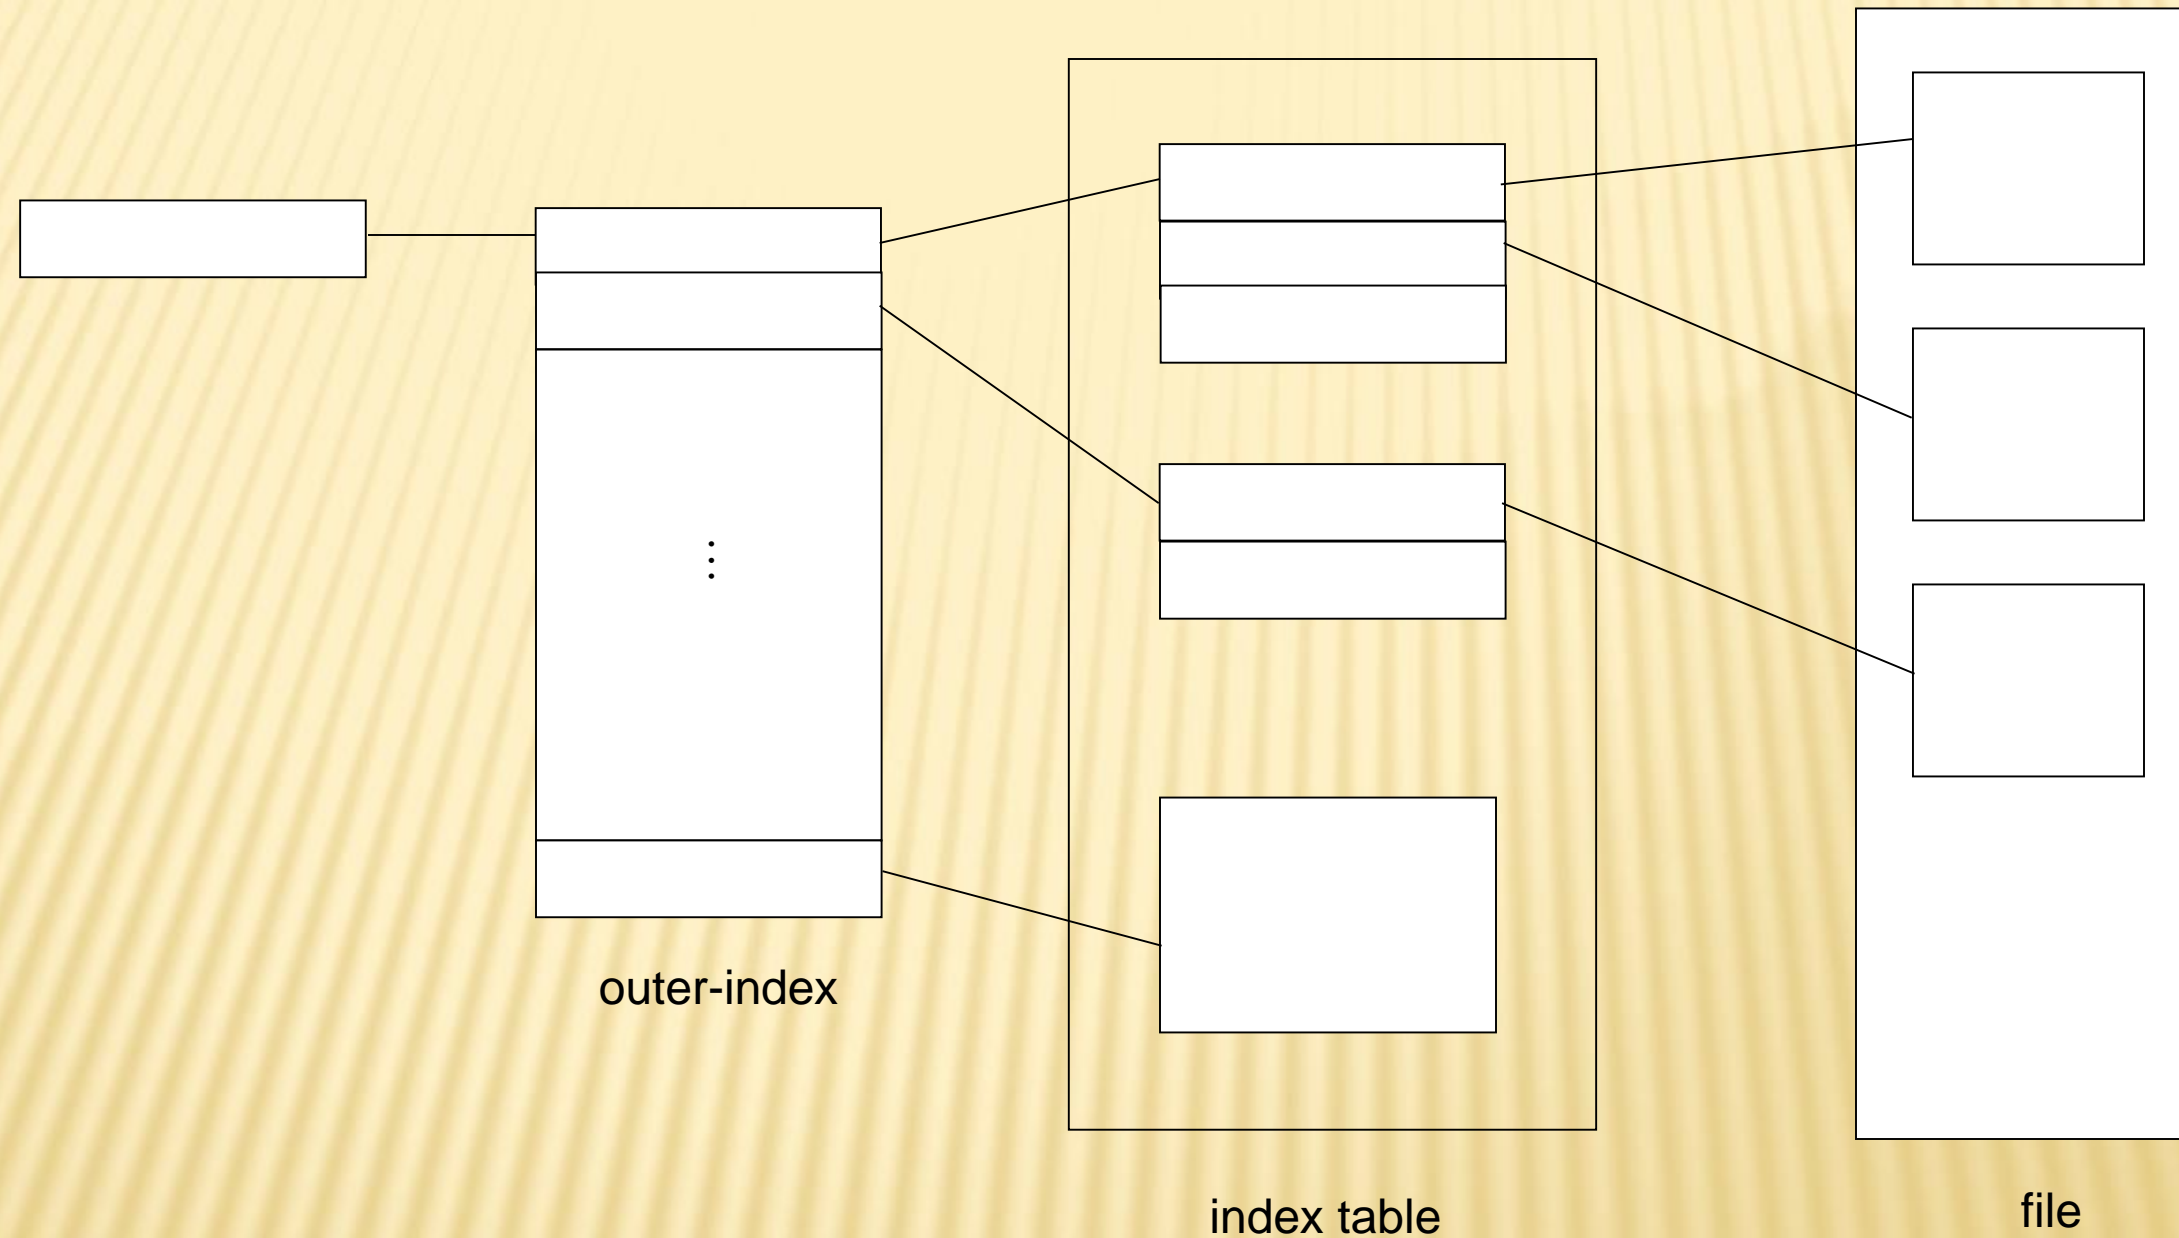 ⋮
outer-index
index table
file